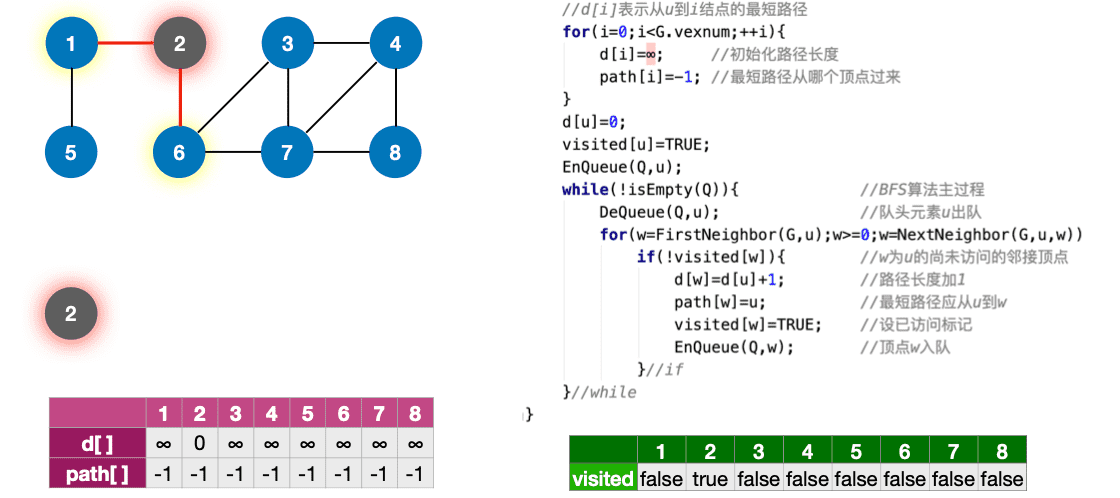 1 2 3 4
5 6 7 8
2
1 2 3 4 5 6 7 8
d[ ] ∞ 0 ∞ ∞ ∞ ∞ ∞ ∞
path[ ] -1 -1 -1 -1 -1 -1 -1 -1
//d[i]表示从u到i结点的最短路径
for(i=0;i<G.vexnum;++i){
    d[i]=∞;     //初始化路径长度
    path[i]=-1; //最短路径从哪个顶点过来
}
d[u]=0;
visited[u]=TRUE;
EnQueue(Q,u);
while(!isEmpty(Q)){             //BFS算法主过程
    DeQueue(Q,u);               //队头元素u出队
    for(w=FirstNeighbor(G,u);w>=0;w=NextNeighbor(G,u,w))
        if(!visited[w]){        //w为u的尚未访问的邻接顶点
            d[w]=d[u]+1;        //路径长度加1
            path[w]=u;          //最短路径应从u到w
            visited[w]=TRUE;    //设已访问标记
            EnQueue(Q,w);       //顶点w入队
        }//if
}//while
}
1 2 3 4 5 6 7 8
visited false true false false false false false false